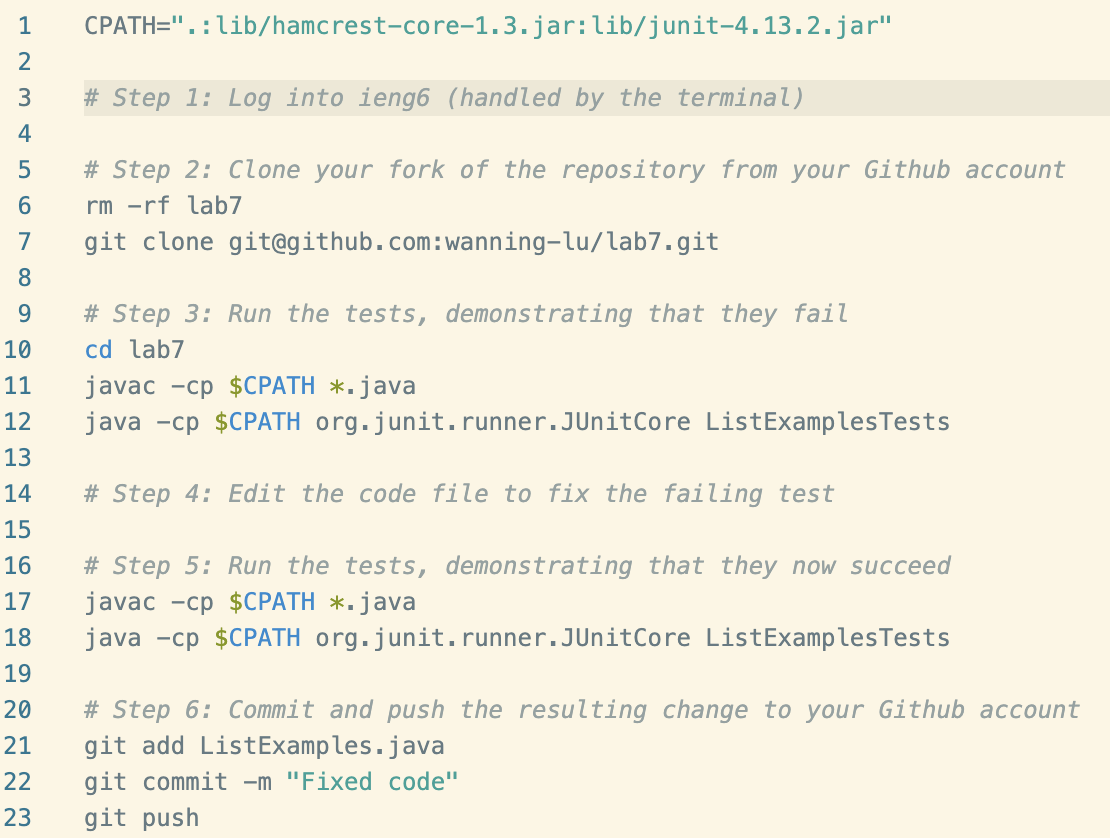 1 CPATH=".:lib/hamcrest-core-1.3.jar:lib/junit-4.13.2.jar"
2
3 # Step 1: Log into ieng6 (handled by the terminal)
4
5 # Step 2: Clone your fork of the repository from your Github account
6 rm -rf lab7
7 git clone git@github.com:wanning-lu/lab7.git
8
9 # Step 3: Run the tests, demonstrating that they fail
10 cd lab7
11 javac -cp $CPATH *.java
12 java -cp $CPATH org.junit.runner.JUnitCore ListExamplesTests
13
14 # Step 4: Edit the code file to fix the failing test
15
16 # Step 5: Run the tests, demonstrating that they now succeed
17 javac -cp $CPATH *.java
18 java -cp $CPATH org.junit.runner.JUnitCore ListExamplesTests
19
20 # Step 6: Commit and push the resulting change to your Github account
21 git add ListExamples.java
22 git commit -m "Fixed code"
23 git push